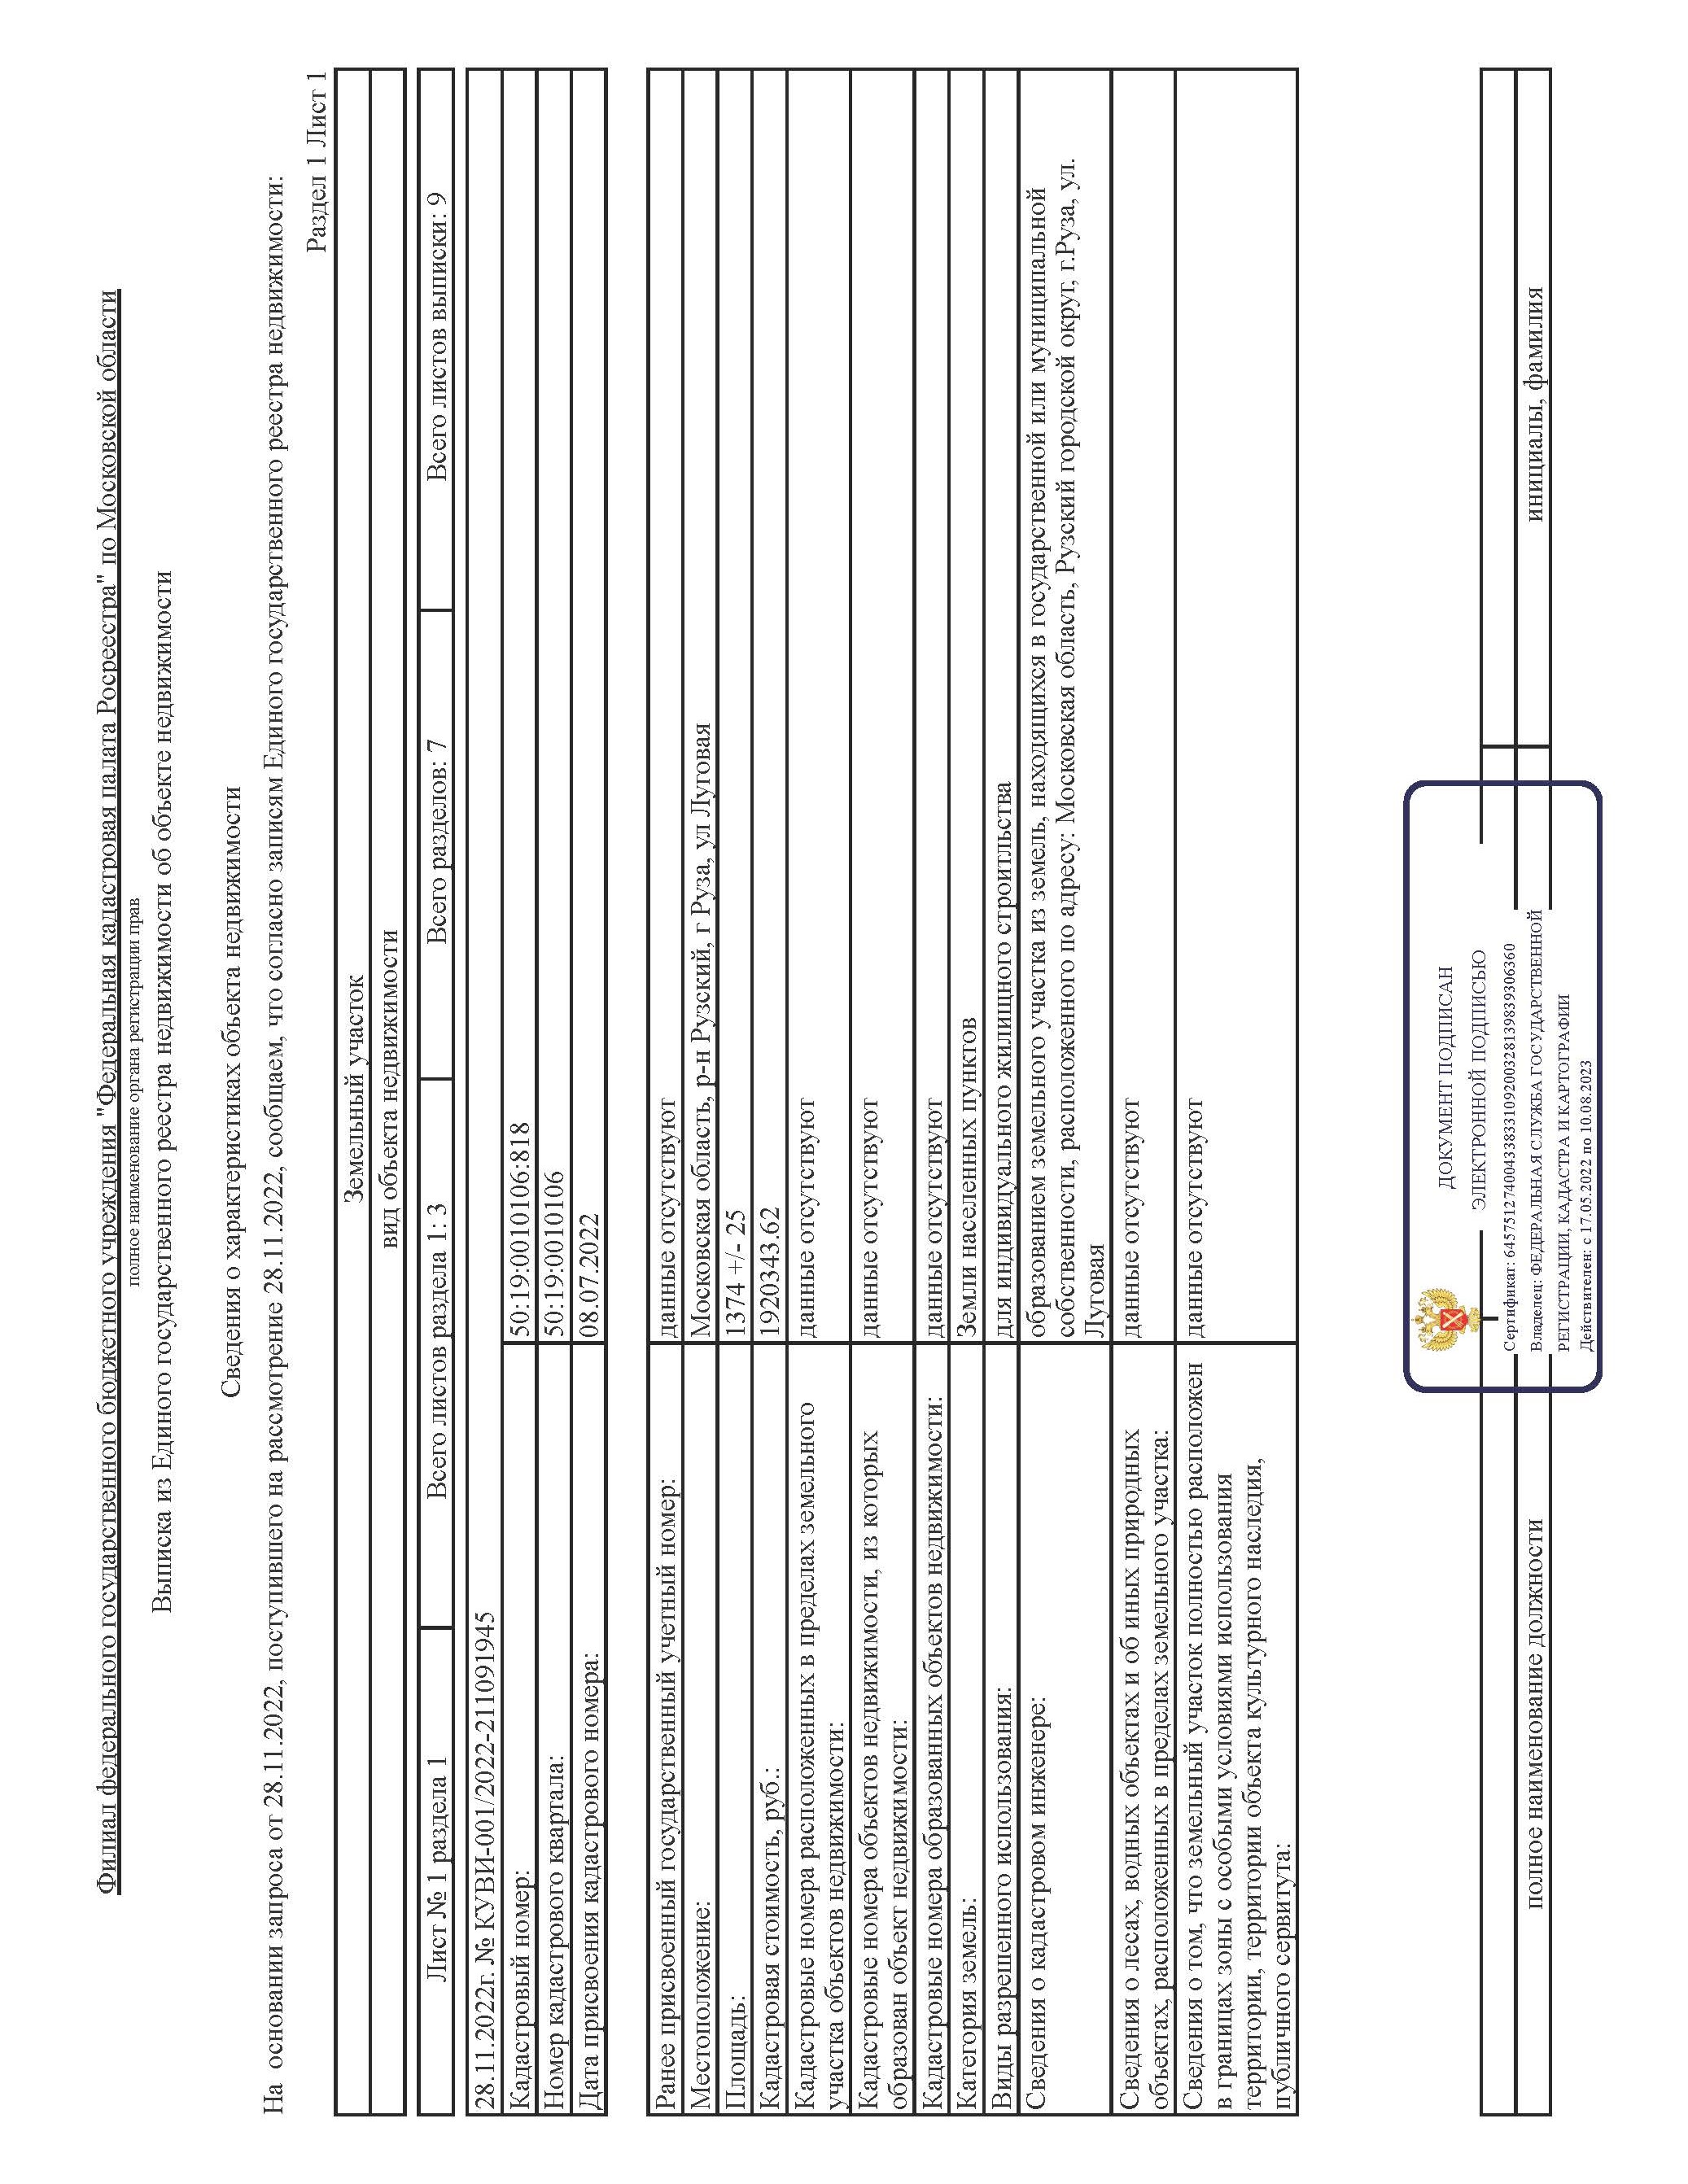 Филиал федерального государственного бюджетного учреждения "Федеральная кадастровая палата Росреестра" по Московской области
полное наименование органа регистрации прав
Выписка из Единого государственного реестра недвижимости об объекте недвижимости
Сведения о характеристиках объекта недвижимости
На основании запроса от 28.11.2022, поступившего на рассмотрение 28.11.2022, сообщаем, что согласно записям Единого государственного реестра недвижимости:
Раздел 1 Лист 1
Земельный участок
вид объекта недвижимости
Лист № 1 раздела 1 Всего листов раздела 1: 3 Всего разделов: 7 Всего листов выписки: 9
28.11.2022г. № КУВИ-001/2022-211091945
Кадастровый номер: 50:19:0010106:818
Номер кадастрового квартала: 50:19:0010106
Дата присвоения кадастрового номера: 08.07.2022
Ранее присвоенный государственный учетный номер: данные отсутствуют
Местоположение: Московская область, р-н Рузский, г Руза, ул Луговая
Площадь: 1374 +/- 25
Кадастровая стоимость, руб.: 1920343.62
Кадастровые номера расположенных в пределах земельного данные отсутствуют
участка объектов недвижимости:
Кадастровые номера объектов недвижимости, из которых данные отсутствуют
образован объект недвижимости:
Кадастровые номера образованных объектов недвижимости: данные отсутствуют
Категория земель: Земли населенных пунктов
Виды разрешенного использования: для индивидуального жилищного строительства
Сведения о кадастровом инженере: образованием земельного участка из земель, находящихся в государственной или муниципальной
собственности, расположенного по адресу: Московская область, Рузский городской округ, г.Руза, ул.
Луговая
Сведения о лесах, водных объектах и об иных природных данные отсутствуют
объектах, расположенных в пределах земельного участка:
Сведения о том, что земельный участок полностью расположен данные отсутствуют
в границах зоны с особыми условиями использования
территории, территории объекта культурного наследия,
публичного сервитута:
ДОКУМЕНТ ПОДПИСАН
ЭЛЕКТРОННОЙ ПОДПИСЬЮ
Сертификат: 645751274004338331092003281398393​06360
Владелец: ФЕДЕРАЛЬНАЯ СЛУЖБА ГОСУДАРСТВЕННОЙ
РЕГИСТРАЦИИ, КАДАСТРА И КАРТОГРАФИИ
Действителен: с 17.05.2022 по 10.08.2023
полное наименование должности инициалы, фамилия